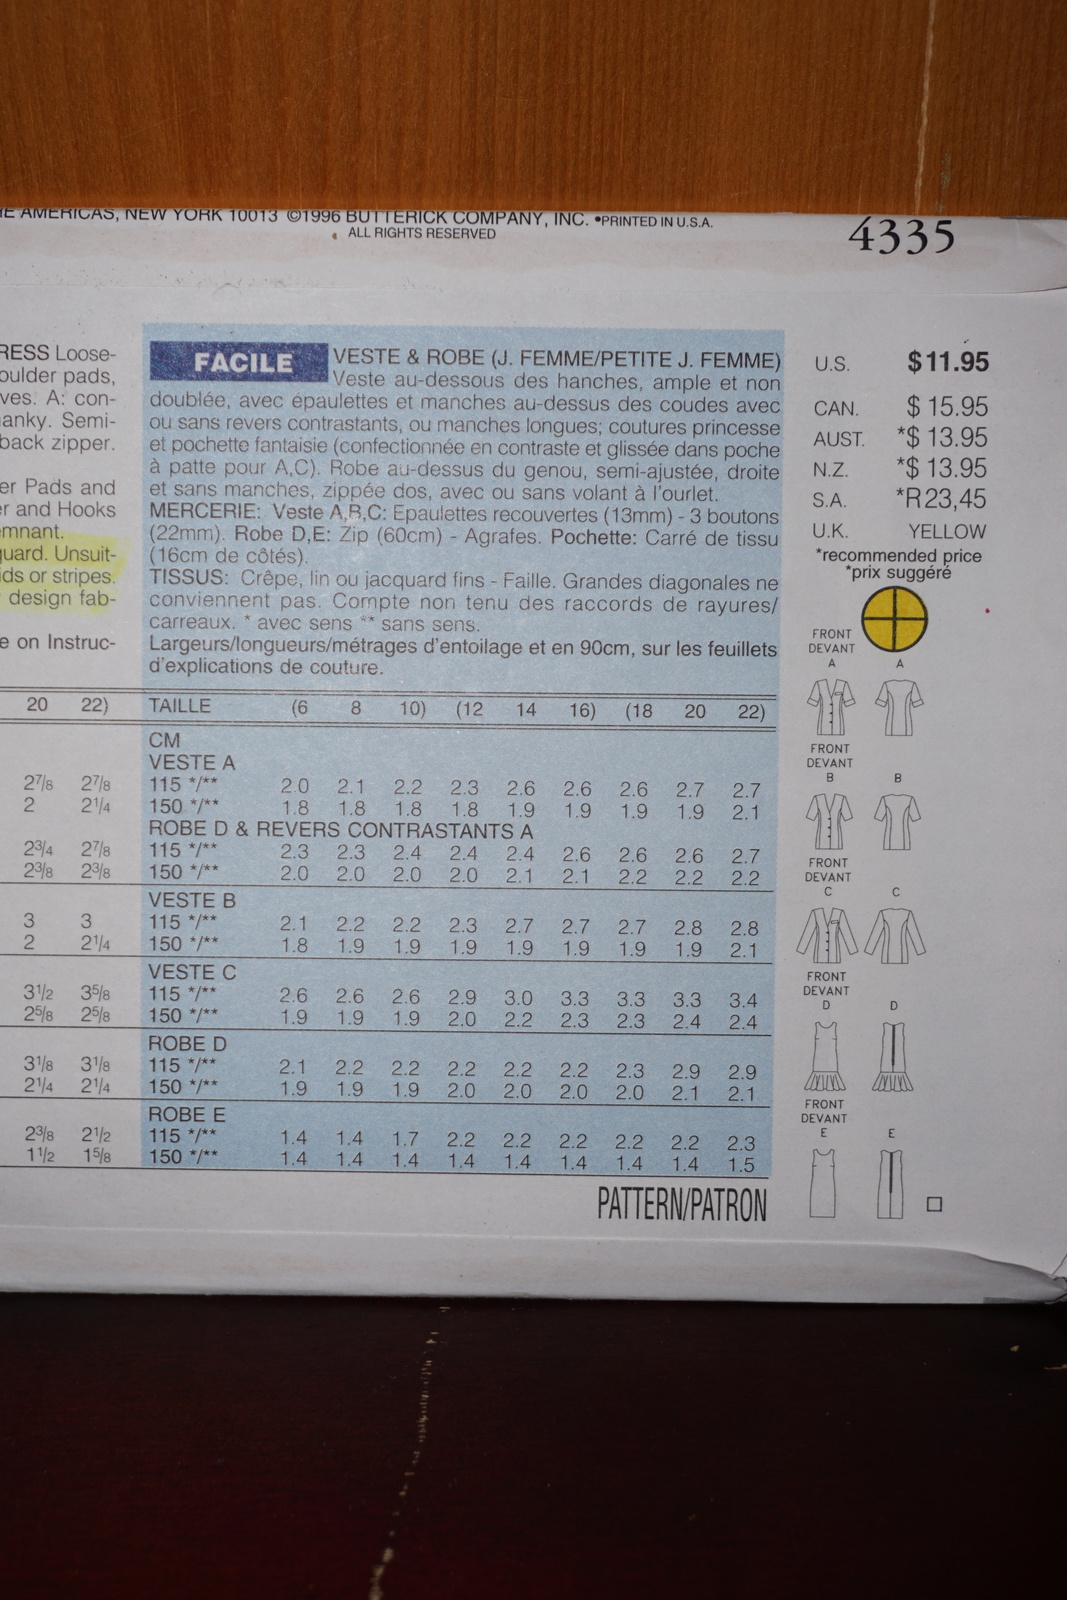 AMERICAS, NEW YORK 10013 ©1996 BUTTERICK COMPANY, INC. •PRINTED IN U.S.A.
ALL RIGHTS RESERVED
4335
RESS Loose-
oulder pads,
ves. A: con-
anky. Semi-
back zipper.
er Pads and
er and Hooks
emnant.
quard. Unsuit-
ids or stripes.
design fab-
e on Instruc-
20 22)
2⅞ 2⅞
2 2¼
2¾ 2⅞
2⅜ 2⅜
3 3
2 2¼
3½ 3⅝
2⅝ 2⅝
3⅛ 3⅛
2¼ 2¼
2⅜ 2½
1½ 1⅝
FACILE VESTE & ROBE (J. FEMME/PETITE J. FEMME)
Veste au-dessous des hanches, ample et non
doublée, avec épaulettes et manches au-dessus des coudes avec
ou sans revers contrastants, ou manches longues; coutures princesse
et pochette fantaisie (confectionnée en contraste et glissée dans poche
à patte pour A,C). Robe au-dessus du genou, semi-ajustée, droite
et sans manches, zippée dos, avec ou sans volant à l'ourlet.
MERCERIE: Veste A,B,C: Epaulettes recouvertes (13mm) - 3 boutons
(22mm). Robe D,E: Zip (60cm) - Agrafes. Pochette: Carré de tissu
(16cm de côtés).
TISSUS: Crêpe, lin ou jacquard fins - Faille. Grandes diagonales ne
conviennent pas. Compte non tenu des raccords de rayures/
carreaux. * avec sens ** sans sens.
Largeurs/longueurs/métrages d'entoilage et en 90cm, sur les feuillets
d'explications de couture.
TAILLE (6 8 10) (12 14 16) (18 20 22)
CM
VESTE A
115 */** 2.0 2.1 2.2 2.3 2.6 2.6 2.6 2.7 2.7
150 */** 1.8 1.8 1.8 1.8 1.9 1.9 1.9 1.9 2.1
ROBE D & REVERS CONTRASTANTS A
115 */** 2.3 2.3 2.4 2.4 2.4 2.6 2.6 2.6 2.7
150 */** 2.0 2.0 2.0 2.0 2.1 2.1 2.2 2.2 2.2
VESTE B
115 */** 2.1 2.2 2.2 2.3 2.7 2.7 2.7 2.8 2.8
150 */** 1.8 1.9 1.9 1.9 1.9 1.9 1.9 1.9 2.1
VESTE C
115 */** 2.6 2.6 2.6 2.9 3.0 3.3 3.3 3.3 3.4
150 */** 1.9 1.9 1.9 2.0 2.2 2.3 2.3 2.4 2.4
ROBE D
115 */** 2.1 2.2 2.2 2.2 2.2 2.2 2.3 2.9 2.9
150 */** 1.9 1.9 1.9 2.0 2.0 2.0 2.0 2.1 2.1
ROBE E
115 */** 1.4 1.4 1.7 2.2 2.2 2.2 2.2 2.2 2.3
150 */** 1.4 1.4 1.4 1.4 1.4 1.4 1.4 1.4 1.5
PATTERN/PATRON
U.S. $11.95
CAN. $ 15.95
AUST. *$ 13.95
N.Z. *$ 13.95
S.A. *R23,45
U.K. YELLOW
*recommended price
*prix suggéré
FRONT
DEVANT
A A
FRONT
DEVANT
B B
FRONT
DEVANT
C C
FRONT
DEVANT
D D
FRONT
DEVANT
E E